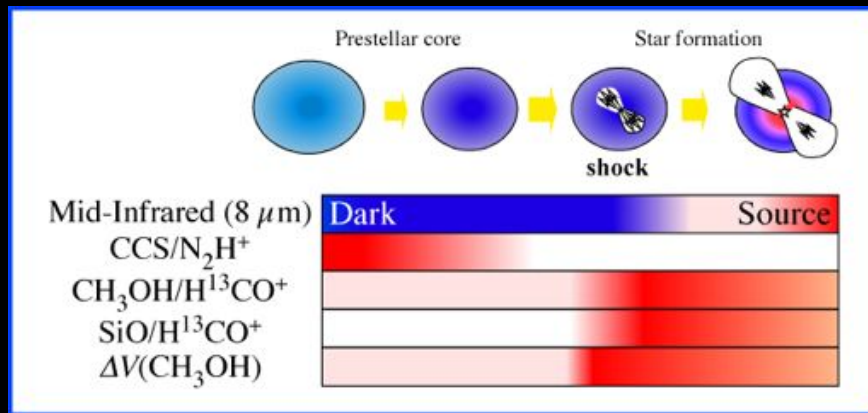 Prestellar core Star formation
shock
Mid-Infrared (8 μm) Dark Source
CCS/N₂H⁺
CH₃OH/H¹³CO⁺
SiO/H¹³CO⁺
ΔV(CH₃OH)